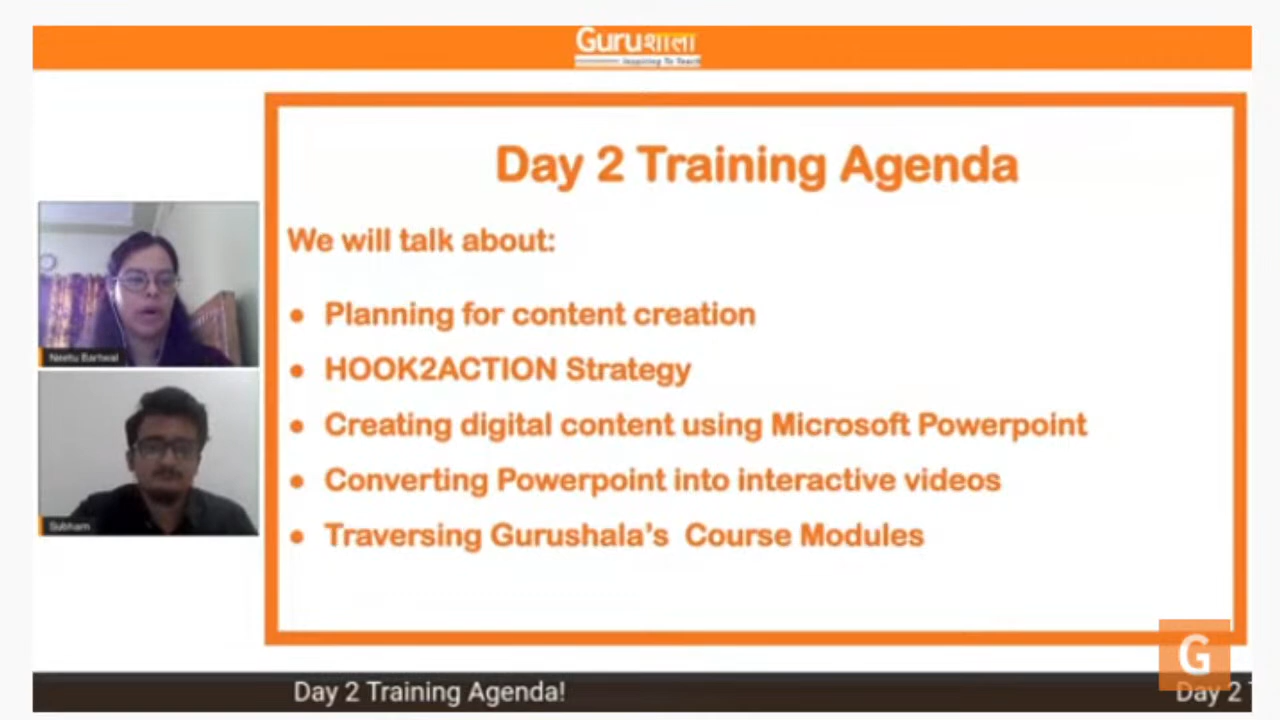 Guruशाला
Inspiring To Teach
Day 2 Training Agenda
We will talk about:
• Planning for content creation
• HOOK2ACTION Strategy
• Creating digital content using Microsoft Powerpoint
• Converting Powerpoint into interactive videos
• Traversing Gurushala's Course Modules
Neetu Bartwal
Subham
G
Day 2 Training Agenda!
Day 2